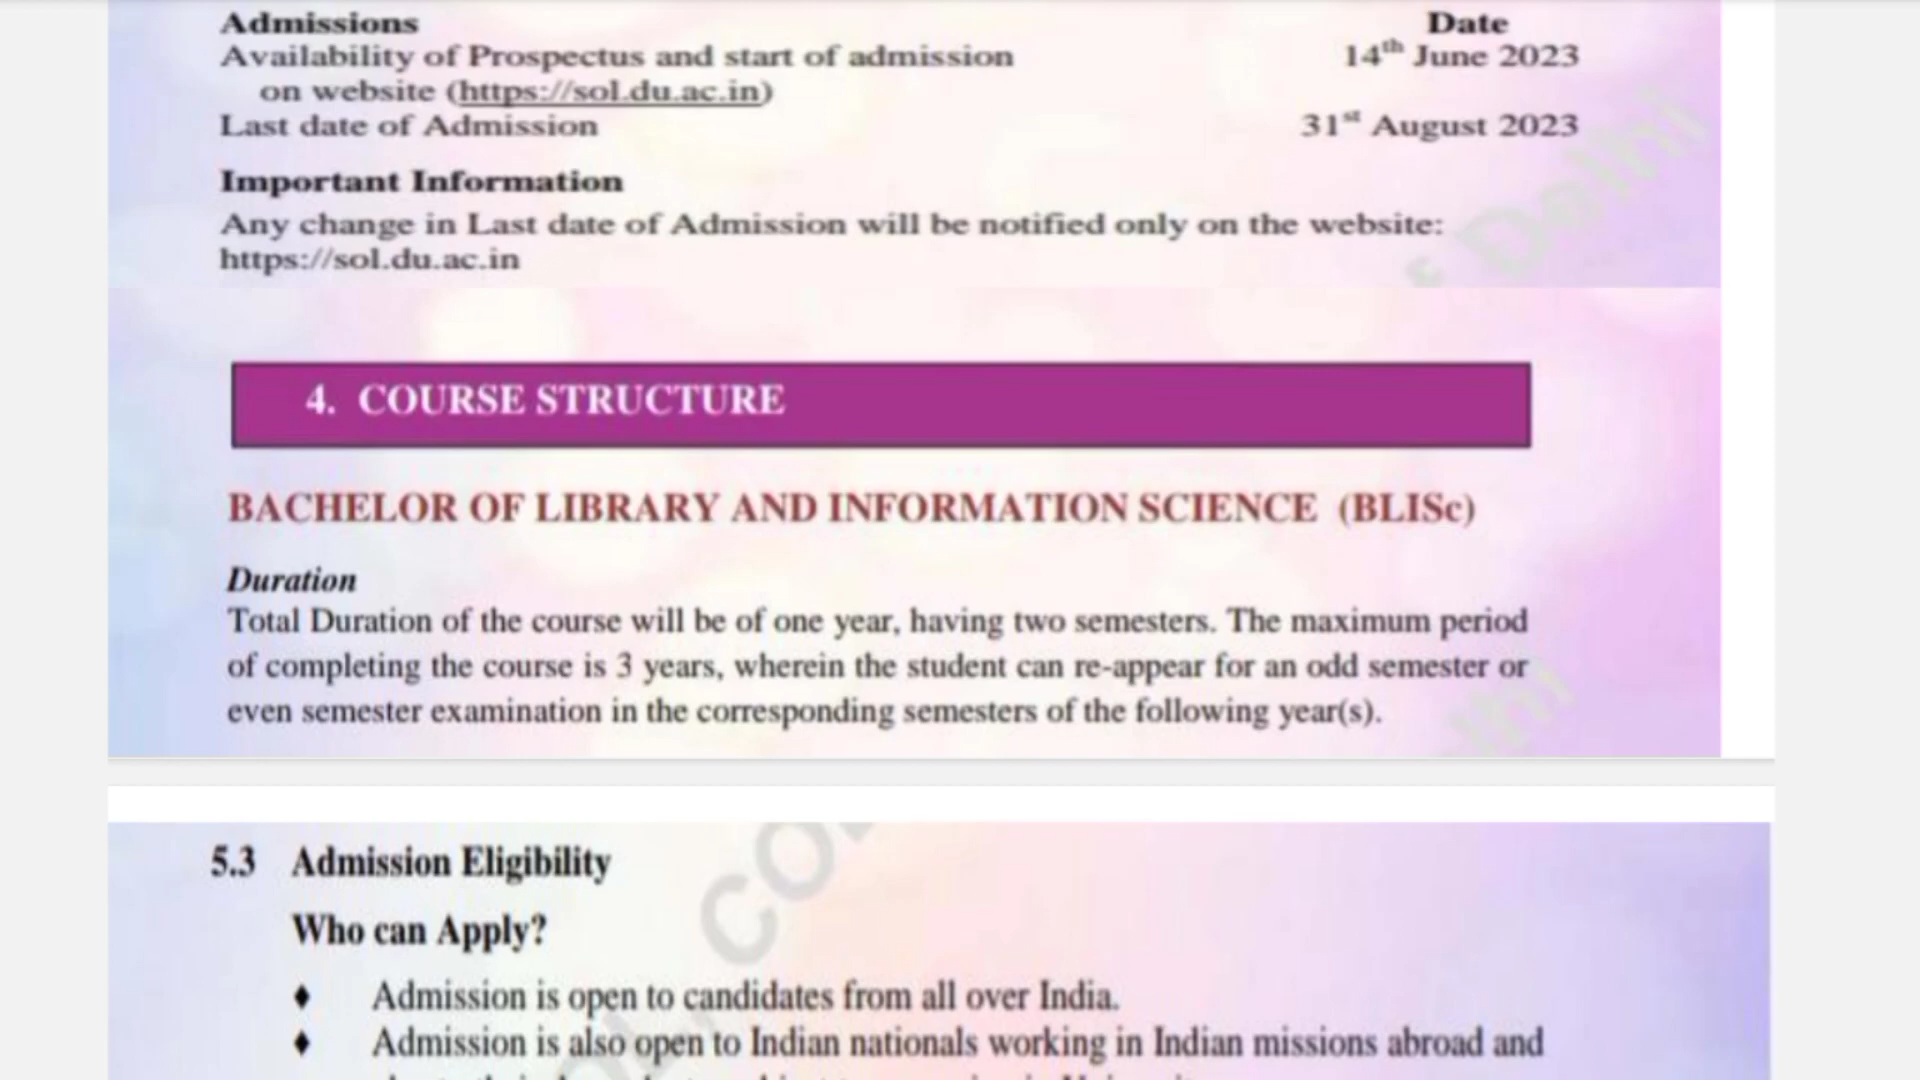 Admissions Date
Availability of Prospectus and start of admission 14th June 2023
on website (https://sol.du.ac.in)
Last date of Admission 31st August 2023
Important Information
Any change in Last date of Admission will be notified only on the website:
https://sol.du.ac.in
Delhi
4. COURSE STRUCTURE
BACHELOR OF LIBRARY AND INFORMATION SCIENCE (BLISc)
Duration
Total Duration of the course will be of one year, having two semesters. The maximum period
of completing the course is 3 years, wherein the student can re-appear for an odd semester or
even semester examination in the corresponding semesters of the following year(s).
5.3 Admission Eligibility
Who can Apply?
♦ Admission is open to candidates from all over India.
♦ Admission is also open to Indian nationals working in Indian missions abroad and